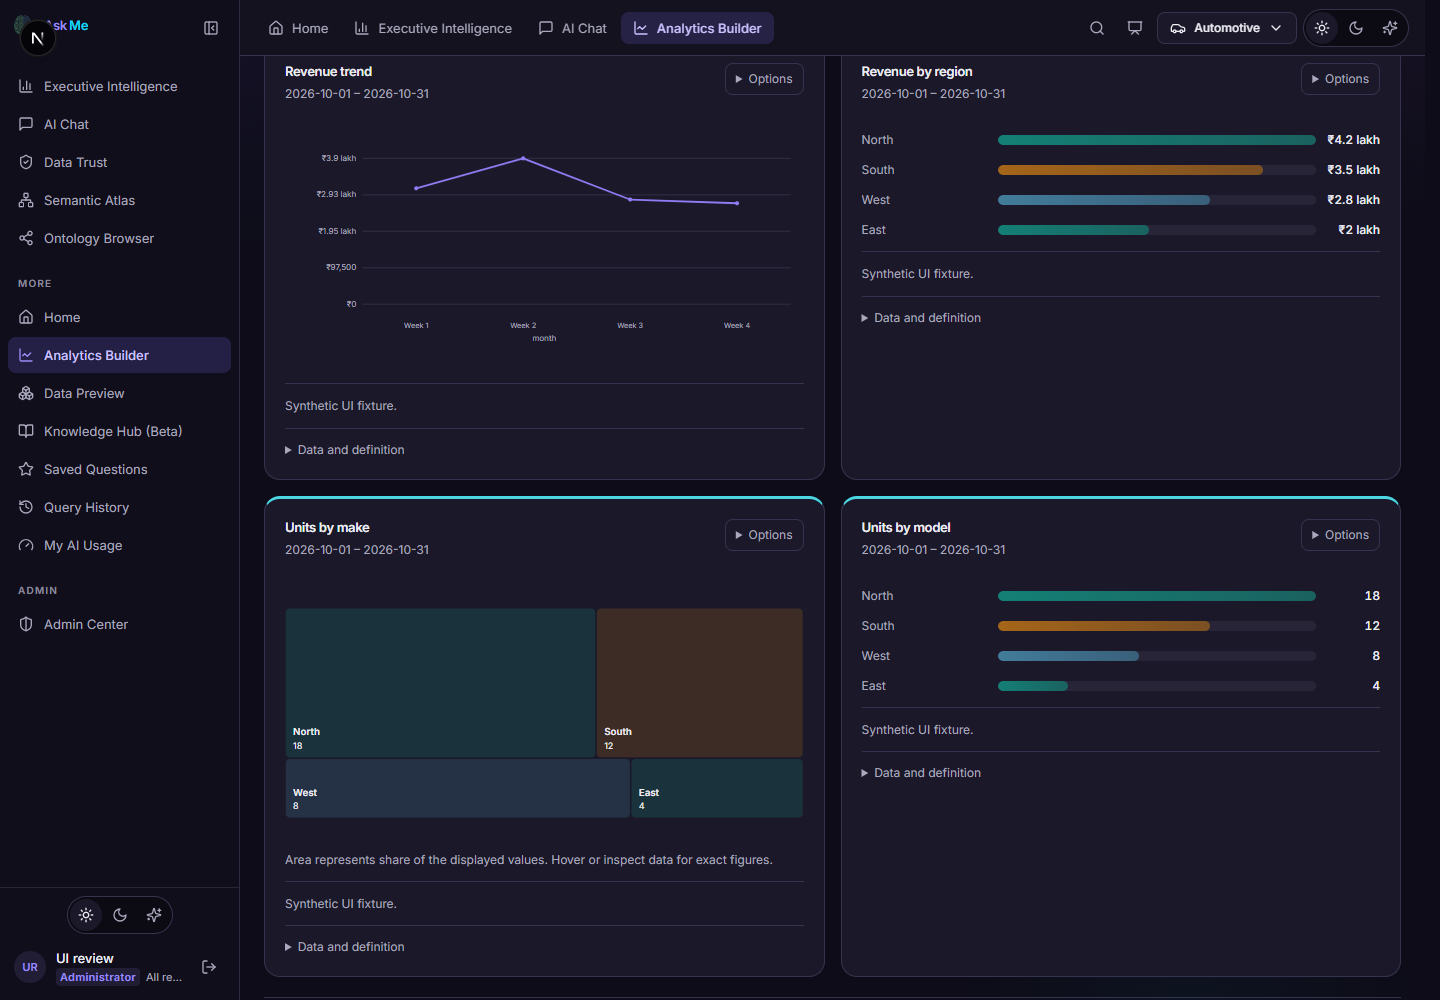 Ask Me
N
Executive Intelligence
AI Chat
Data Trust
Semantic Atlas
Ontology Browser
MORE
Home
Analytics Builder
Data Preview
Knowledge Hub (Beta)
Saved Questions
Query History
My AI Usage
ADMIN
Admin Center
UR
UI review
Administrator All re...
Home Executive Intelligence AI Chat Analytics Builder Automotive
Revenue trend
Options
2026-10-01 – 2026-10-31
₹3.9 lakh
₹2.93 lakh
₹1.95 lakh
₹97,500
₹0
Week 1 Week 2 Week 3 Week 4
month
Synthetic UI fixture.
Data and definition
Revenue by region
Options
2026-10-01 – 2026-10-31
North ₹4.2 lakh
South ₹3.5 lakh
West ₹2.8 lakh
East ₹2 lakh
Synthetic UI fixture.
Data and definition
Units by make
Options
2026-10-01 – 2026-10-31
North
18
South
12
West
8
East
4
Area represents share of the displayed values. Hover or inspect data for exact figures.
Synthetic UI fixture.
Data and definition
Units by model
Options
2026-10-01 – 2026-10-31
North 18
South 12
West 8
East 4
Synthetic UI fixture.
Data and definition